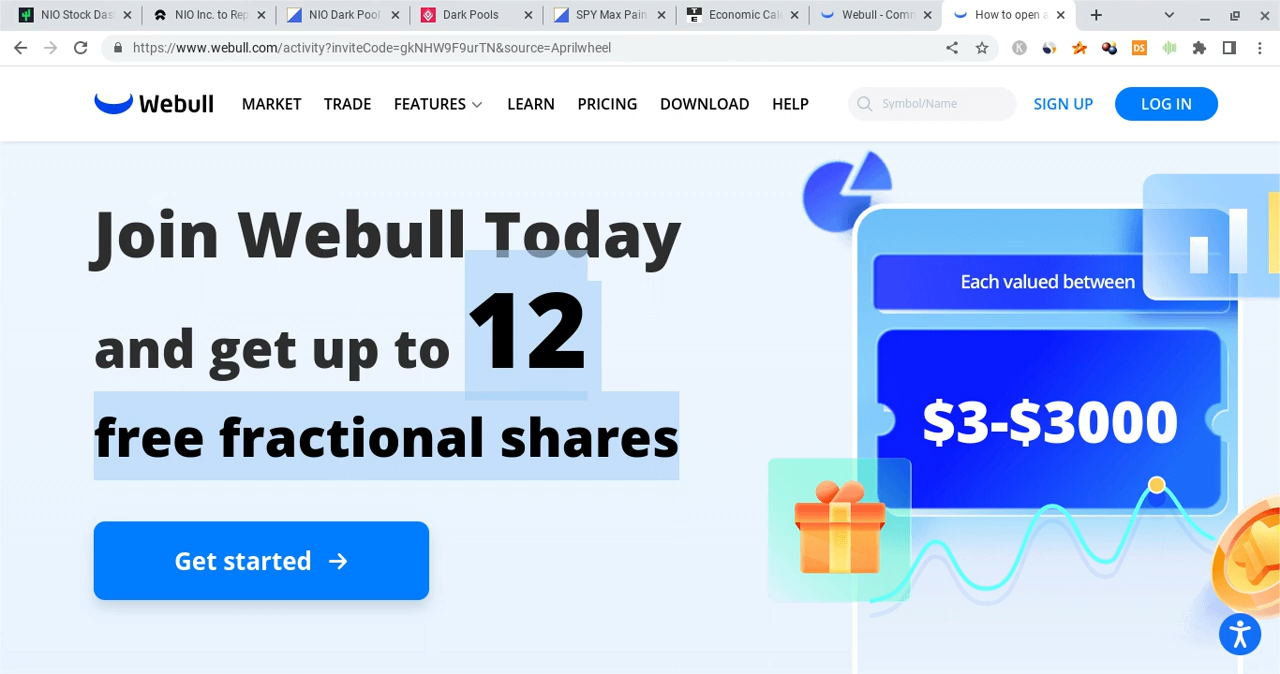 NIO Stock Das
NIO Inc. to Rep
NIO Dark Pool
Dark Pools
SPY Max Pain
Economic Cal
Webull - Com
How to open a
https://www.webull.com/activity?inviteCode=gkNHW9F9urTN&source=Aprilwheel
Webull
MARKET
TRADE
FEATURES
LEARN
PRICING
DOWNLOAD
HELP
Symbol/Name
SIGN UP
LOG IN
Join Webull Today
and get up to 12
free fractional shares
Get started →
Each valued between
$3-$3000
K
DS
TE